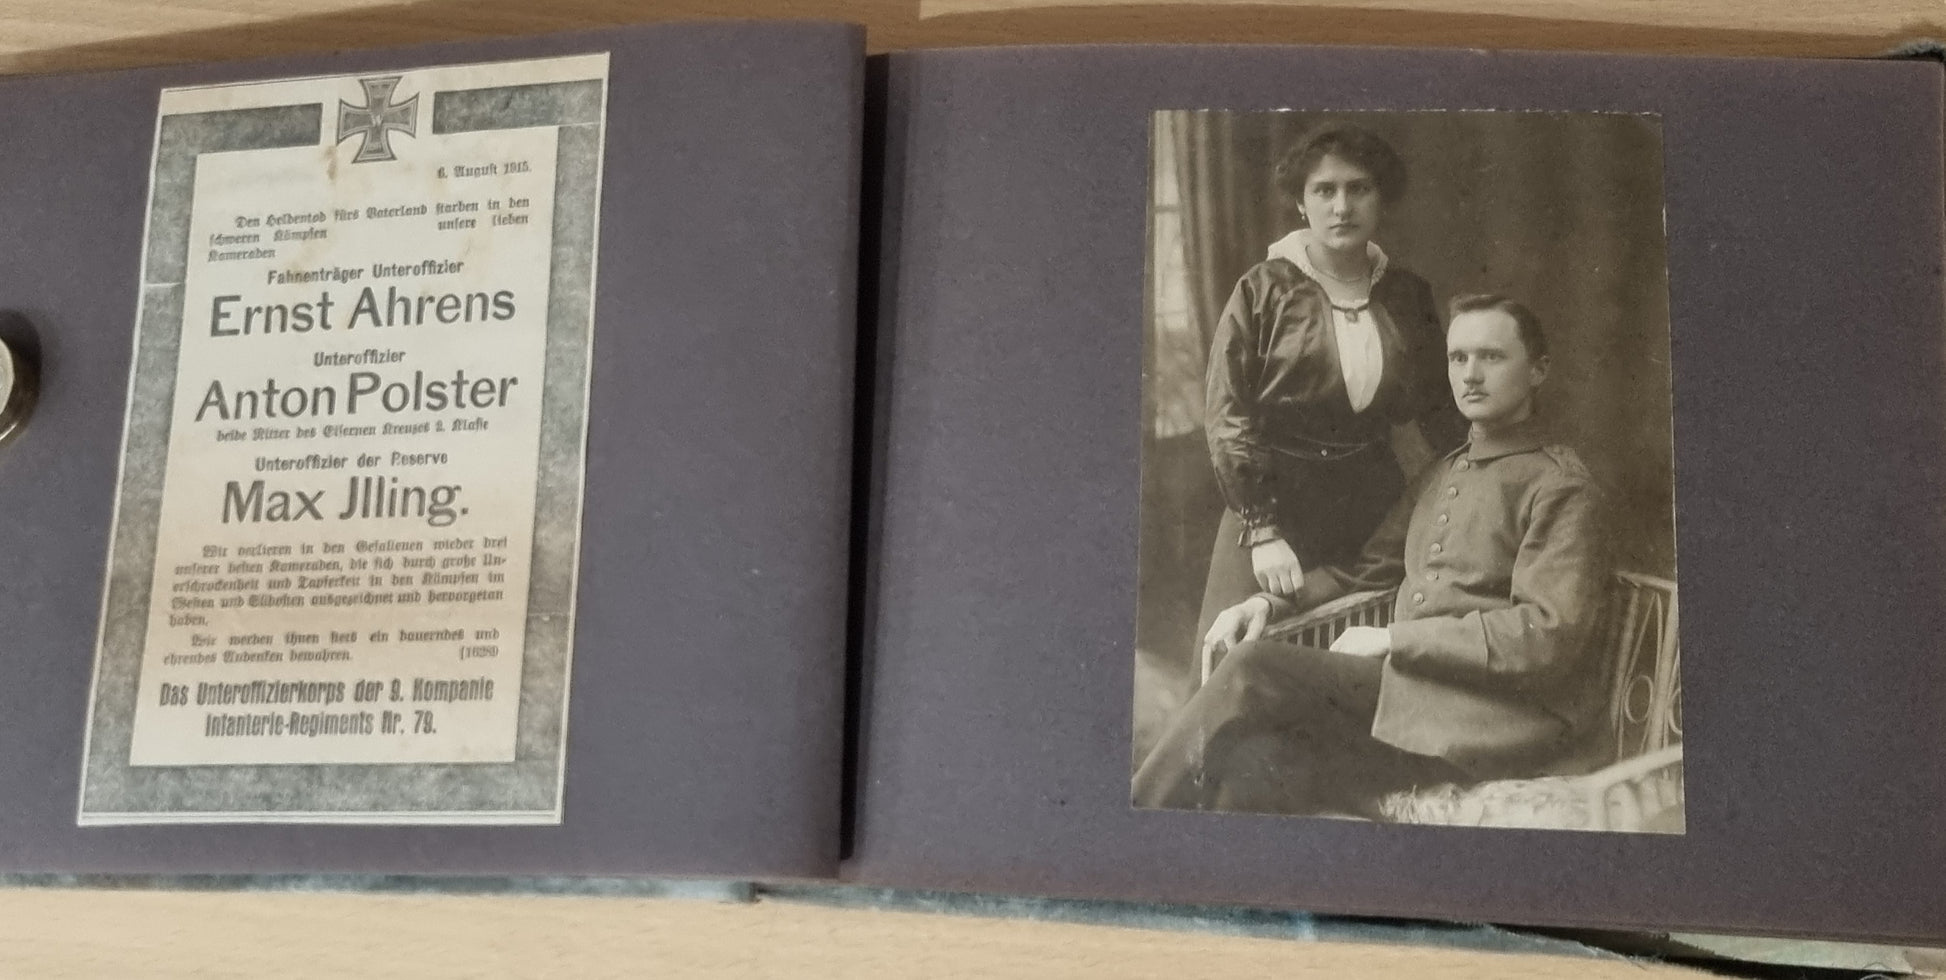 6. August 1915.
Den Heldentod fürs Vaterland starben in den
schweren Kämpfen unsere lieben
Kameraden
Fahnenträger Unteroffizier
Ernst Ahrens
Unteroffizier
Anton Polster
beide Ritter des Eisernen Kreuzes 2. Klasse
Unteroffizier der Reserve
Max Jlling.
Wir verlieren in den Gefallenen wieder drei
unserer besten Kameraden, die sich durch große Un-
erschrockenheit und Tapferkeit in den Kämpfen im
Westen und Südosten ausgezeichnet und hervorgetan
haben.
Wir werden ihnen stets ein dauerndes und
ehrendes Andenken bewahren.
Das Unteroffizierkorps der 9. Kompanie
Infanterie-Regiments Nr. 79.